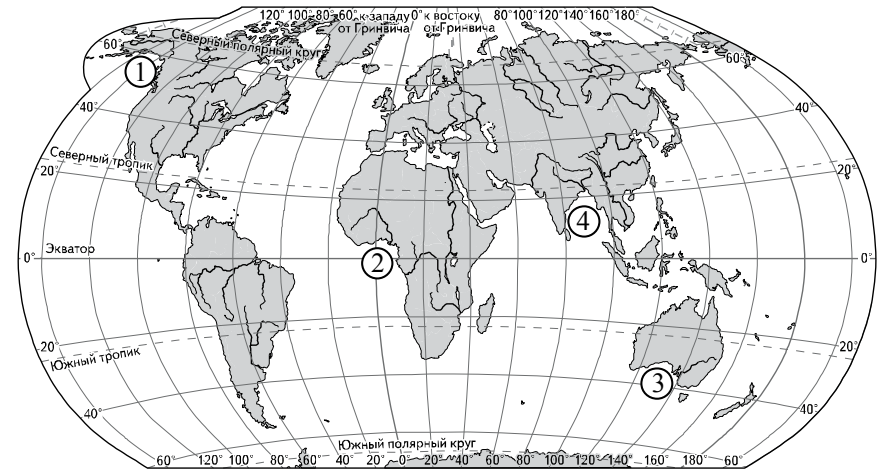 120° 100° 80° 60° к западу 0° к востоку 80° 100° 120° 140° 160° 180°
от Гринвича от Гринвича
Северный полярный круг
60° 60°
1
40° 40°
Северный тропик
20° 20°
4
Экватор
0° 0°
2
20° 20°
Южный тропик
3
40° 40°
Южный полярный круг
60° 120° 100° 80° 60° 40° 20° 0° 20° 40° 60° 80° 100° 120° 140° 160° 180° 60°